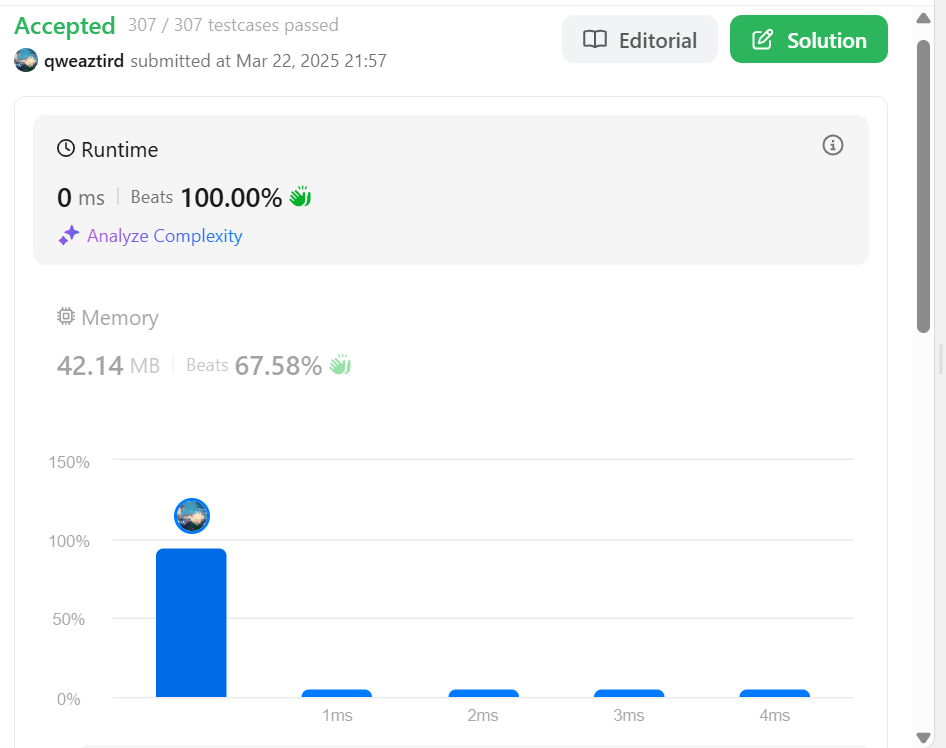 Accepted 307 / 307 testcases passed
Editorial
Solution
qweaztird submitted at Mar 22, 2025 21:57
Runtime
0 ms Beats 100.00%
Analyze Complexity
Memory
42.14 MB Beats 67.58%
150%
100%
50%
0%
1ms 2ms 3ms 4ms